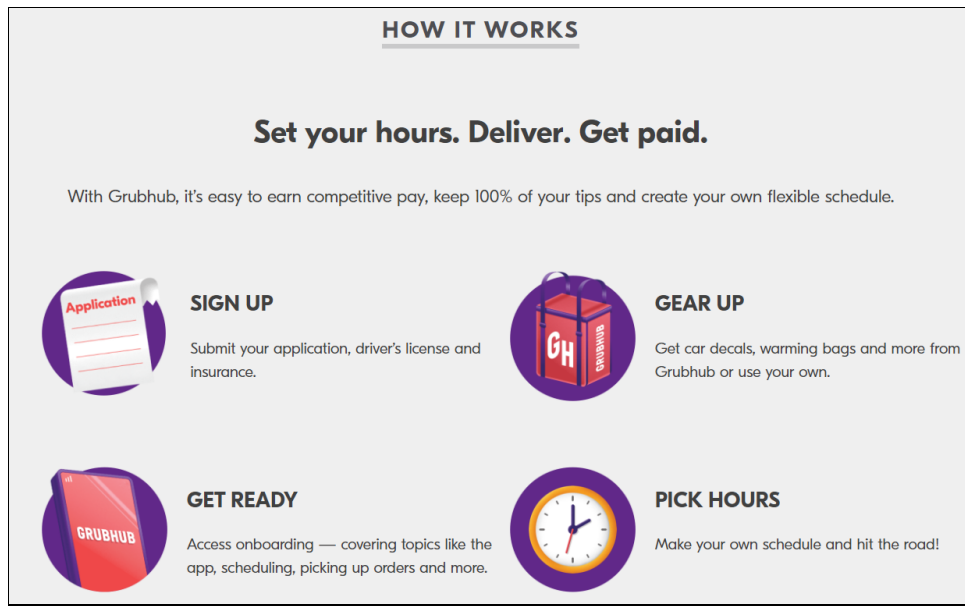 HOW IT WORKS
Set your hours. Deliver. Get paid.
With Grubhub, it's easy to earn competitive pay, keep 100% of your tips and create your own flexible schedule.
Application
SIGN UP
Submit your application, driver's license and
insurance.
GH
GRUBHUB
GEAR UP
Get car decals, warming bags and more from
Grubhub or use your own.
GRUBHUB
GET READY
Access onboarding — covering topics like the
app, scheduling, picking up orders and more.
PICK HOURS
Make your own schedule and hit the road!